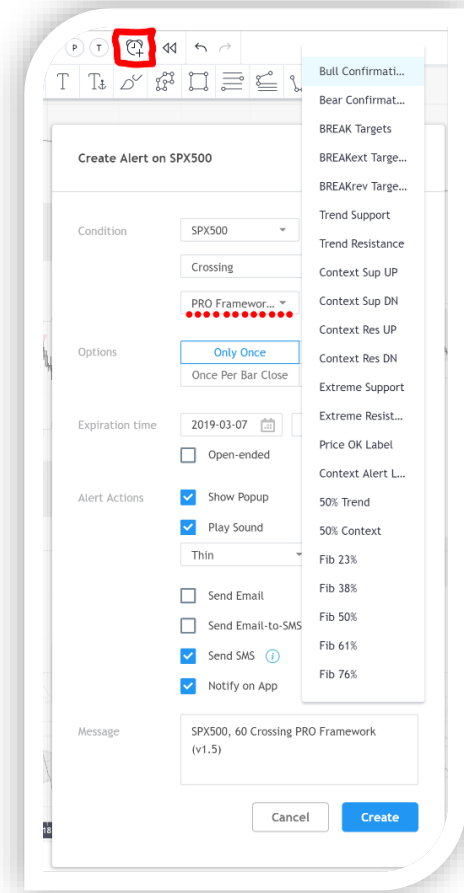 P T
T T
Create Alert on SPX500
Condition
SPX500
Crossing
PRO Framewor...
Options
Only Once
Once Per Bar Close
Expiration time
2019-03-07
Open-ended
Alert Actions
Show Popup
Play Sound
Thin
Send Email
Send Email-to-SMS
Send SMS i
Notify on App
Message
SPX500, 60 Crossing PRO Framework
(v1.5)
Cancel
Create
18
Bull Confirmati...
Bear Confirmat...
BREAK Targets
BREAKext Targe...
BREAKrev Targe...
Trend Support
Trend Resistance
Context Sup UP
Context Sup DN
Context Res UP
Context Res DN
Extreme Support
Extreme Resist...
Price OK Label
Context Alert L...
50% Trend
50% Context
Fib 23%
Fib 38%
Fib 50%
Fib 61%
Fib 76%